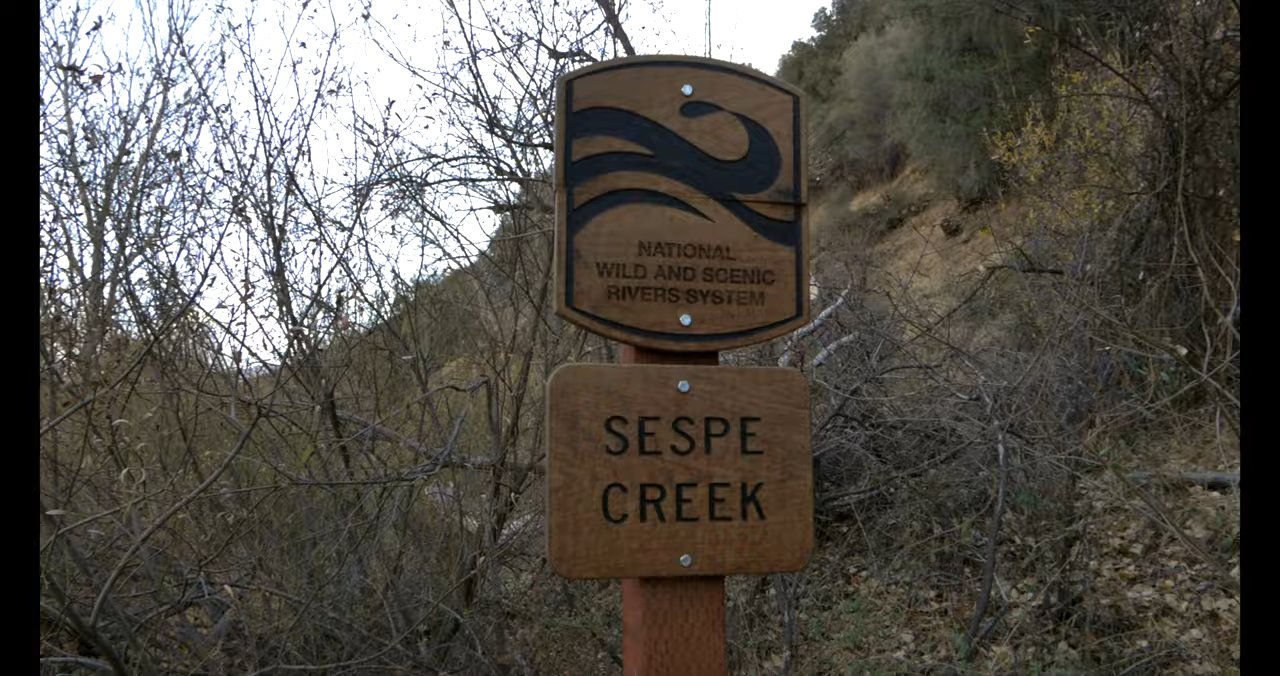 NATIONAL
WILD AND SCENIC
RIVERS SYSTEM
SESPE
CREEK